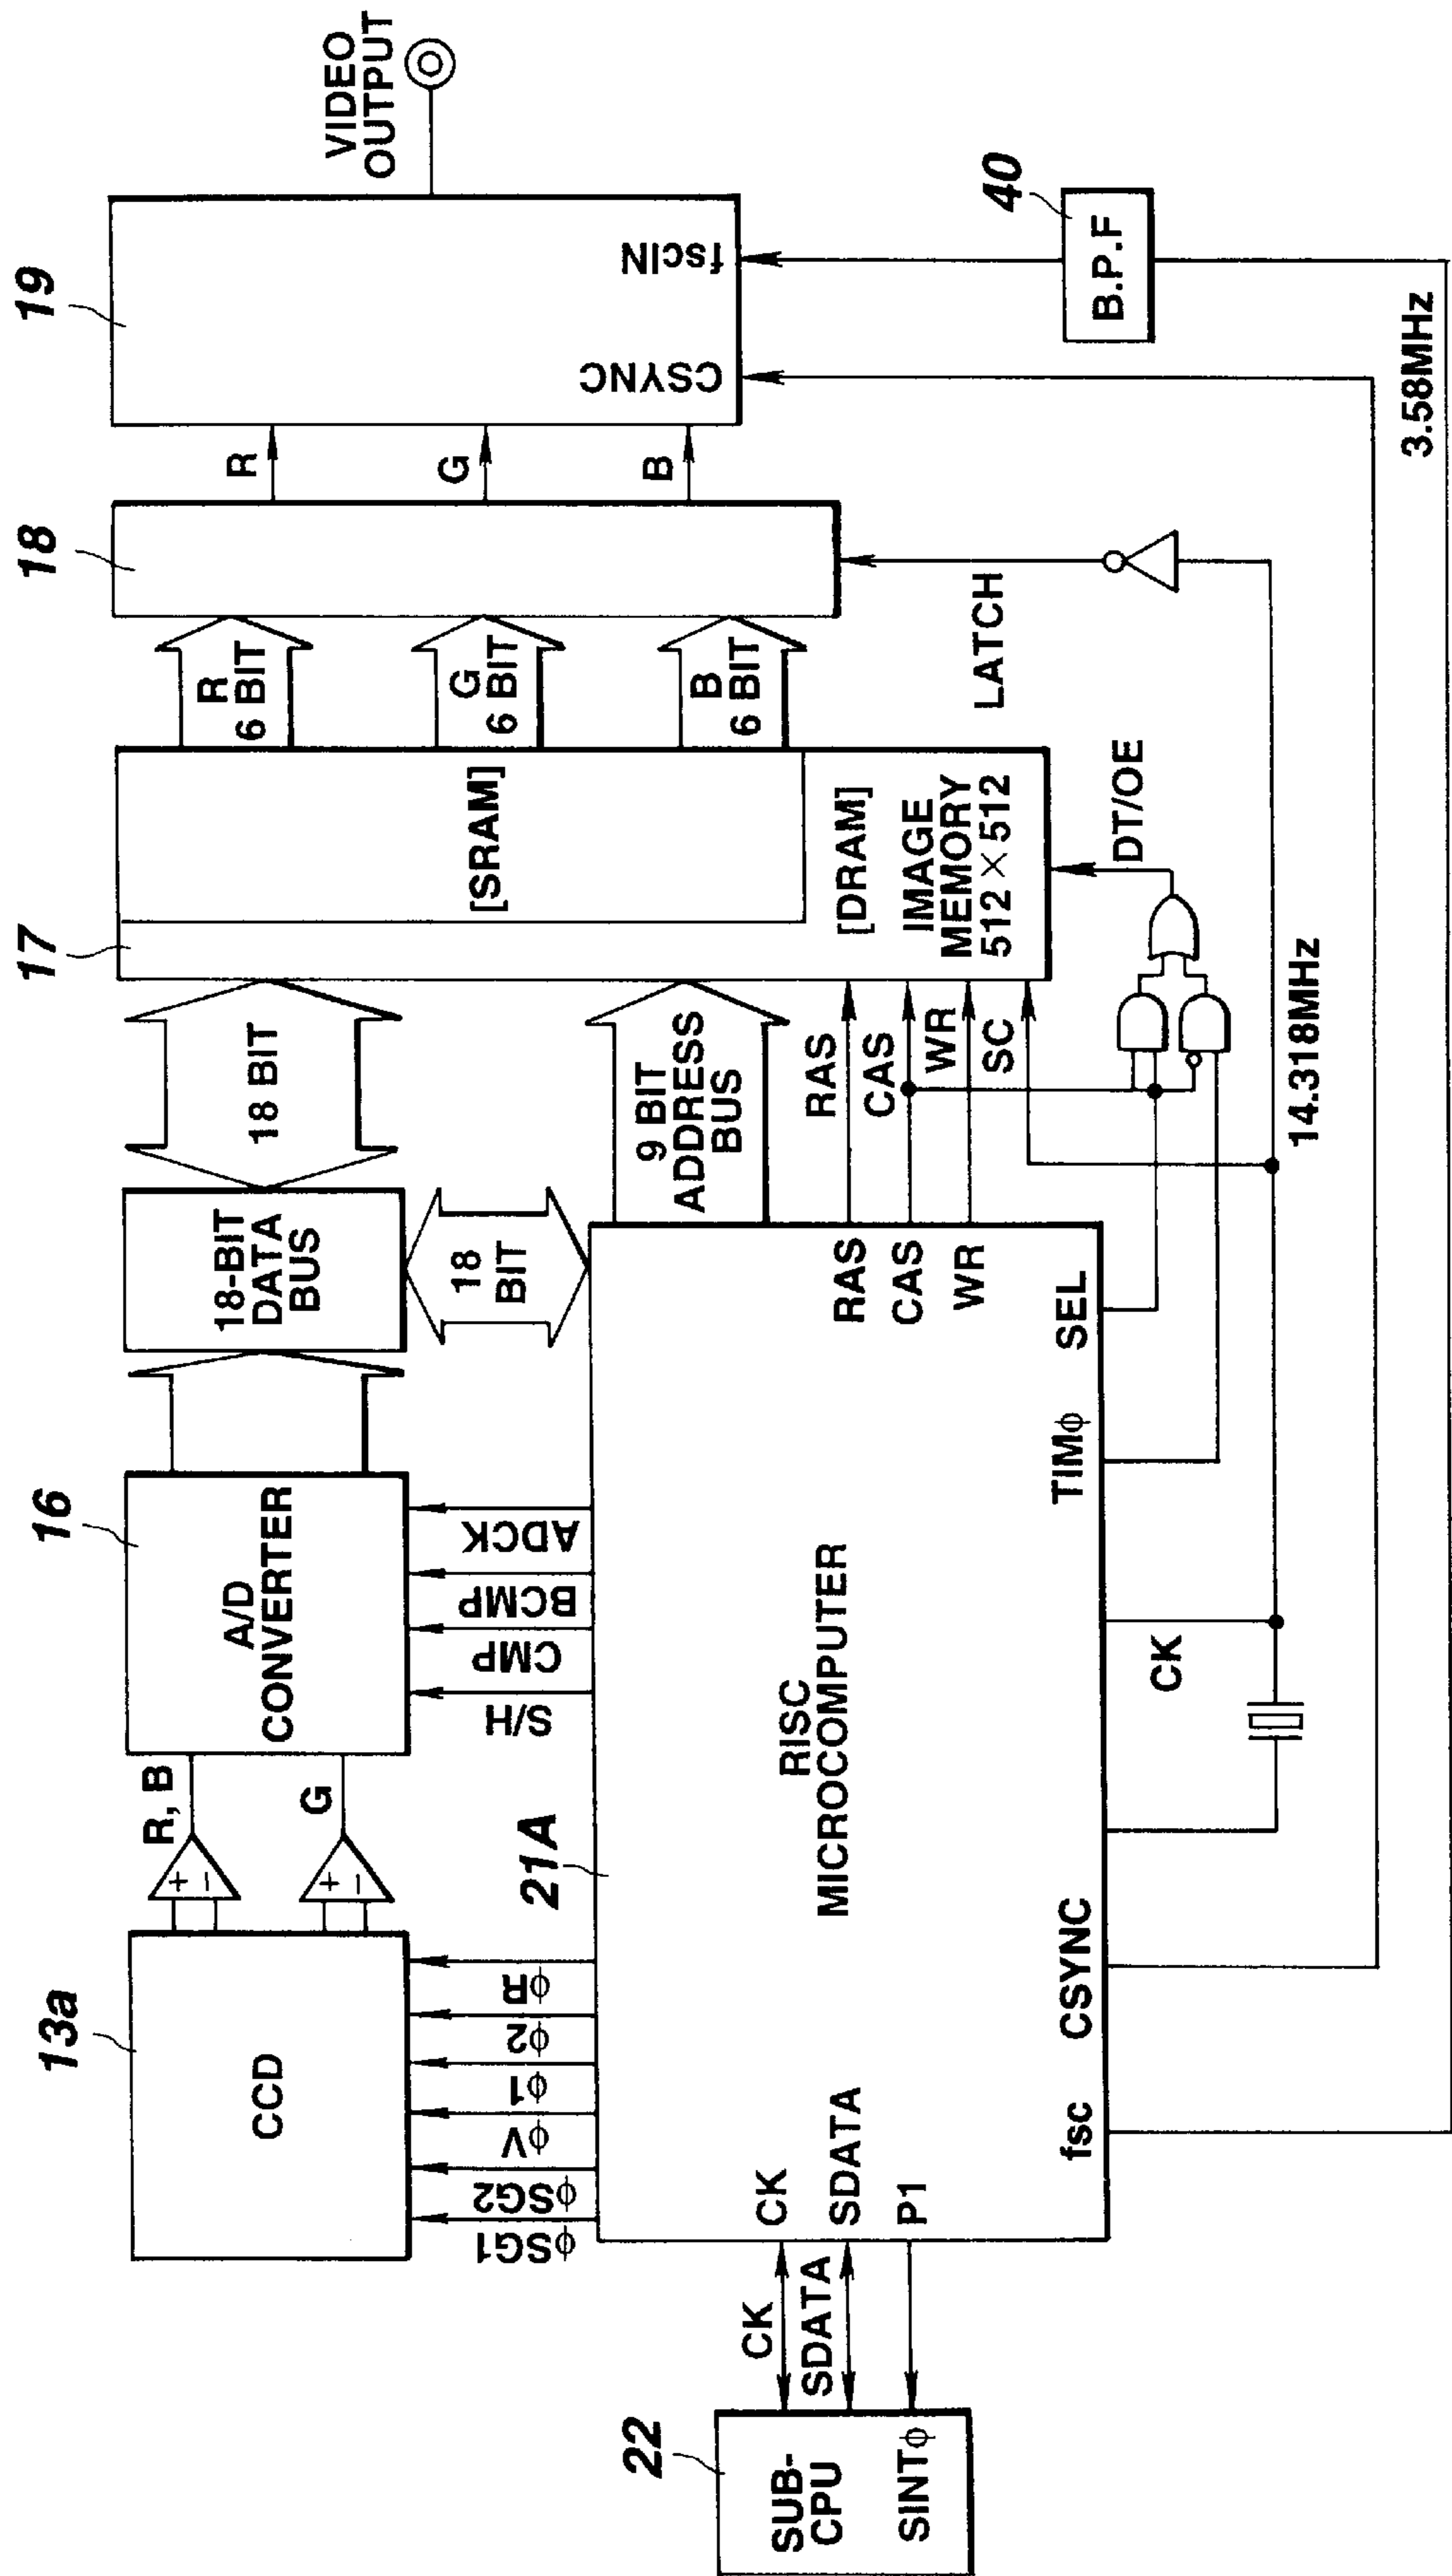 13a
CCD
R, B
G
+
−
+
−
16
A/D
CONVERTER
18-BIT
DATA
BUS
18 BIT
18
BIT
17
[SRAM]
[DRAM]
IMAGE
MEMORY
512×512
R
6 BIT
G
6 BIT
B
6 BIT
18
R
G
B
19
CSYNC
fscIN
VIDEO
OUTPUT
φSG1
φSG2
φV
φ1
φ2
φR
S/H
CMP
BCMP
ADCK
9 BIT
ADDRESS
BUS
RAS
CAS
WR
SC
RAS
CAS
WR
DT/OE
LATCH
40
B.P.F
21A
RISC
MICROCOMPUTER
22
SUB-
CPU
SINTφ
CK
SDATA
CK
SDATA
P1
fsc
CSYNC
CK
TIMφ
SEL
14.318MHz
3.58MHz